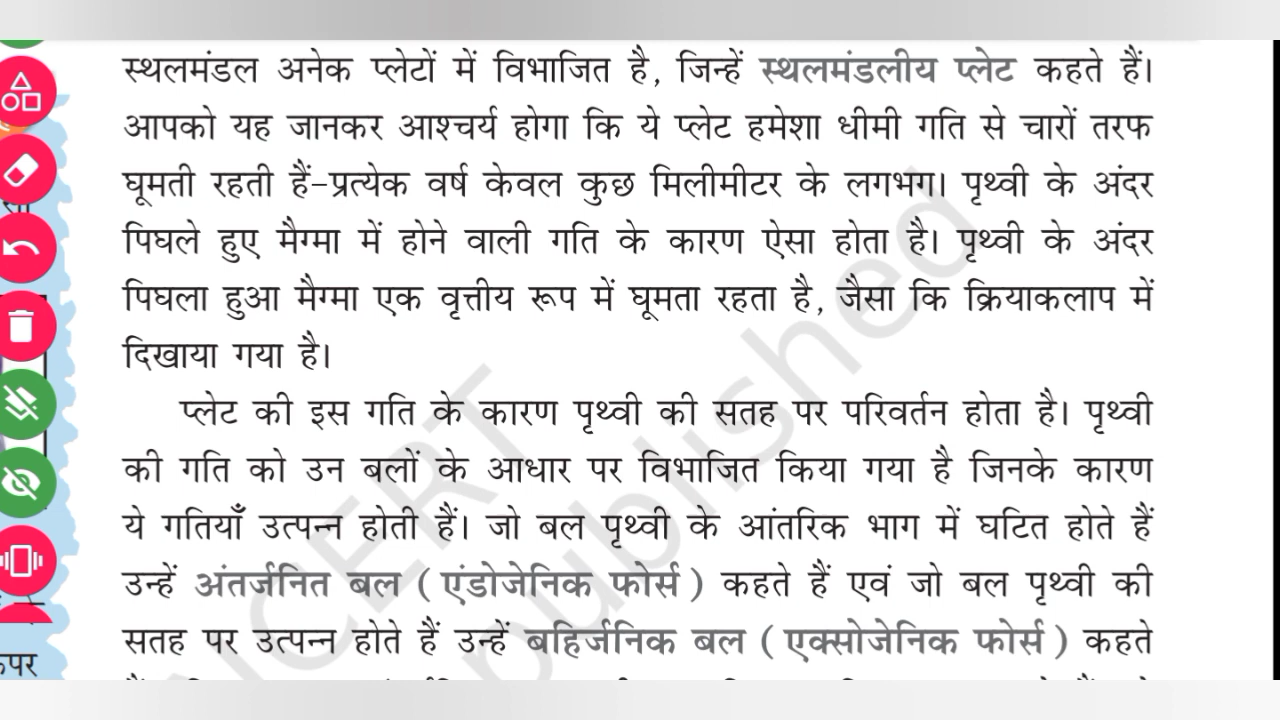 स्थलमंडल अनेक प्लेटों में विभाजित है, जिन्हें स्थलमंडलीय प्लेट कहते हैं।
आपको यह जानकर आश्चर्य होगा कि ये प्लेट हमेशा धीमी गति से चारों तरफ
घूमती रहती हैं–प्रत्येक वर्ष केवल कुछ मिलीमीटर के लगभग। पृथ्वी के अंदर
पिघले हुए मैग्मा में होने वाली गति के कारण ऐसा होता है। पृथ्वी के अंदर
पिघला हुआ मैग्मा एक वृत्तीय रूप में घूमता रहता है, जैसा कि क्रियाकलाप में
दिखाया गया है।
प्लेट की इस गति के कारण पृथ्वी की सतह पर परिवर्तन होता है। पृथ्वी
की गति को उन बलों के आधार पर विभाजित किया गया है जिनके कारण
ये गतियाँ उत्पन्न होती हैं। जो बल पृथ्वी के आंतरिक भाग में घटित होते हैं
उन्हें अंतर्जनित बल (एंडोजेनिक फोर्स) कहते हैं एवं जो बल पृथ्वी की
सतह पर उत्पन्न होते हैं उन्हें बहिर्जनिक बल (एक्सोजेनिक फोर्स) कहते
NCERT
published